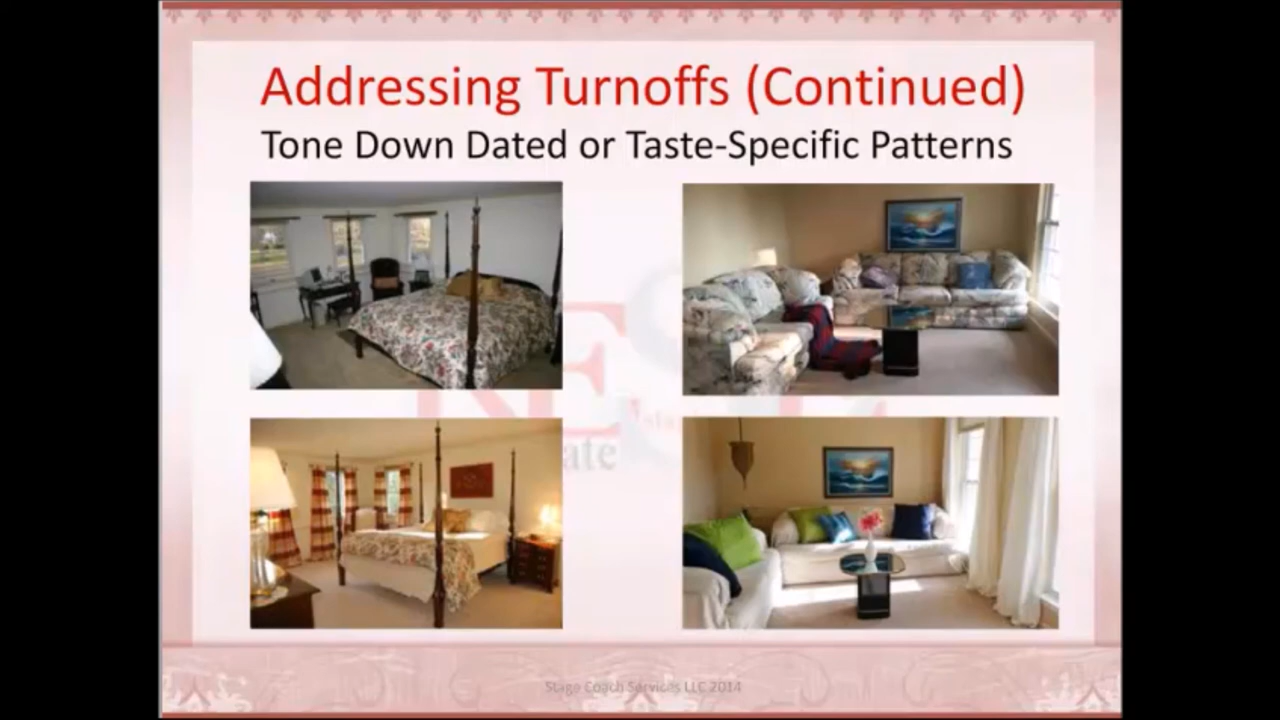 Addressing Turnoffs (Continued)
Tone Down Dated or Taste-Specific Patterns
Stage Coach Services LLC 2014